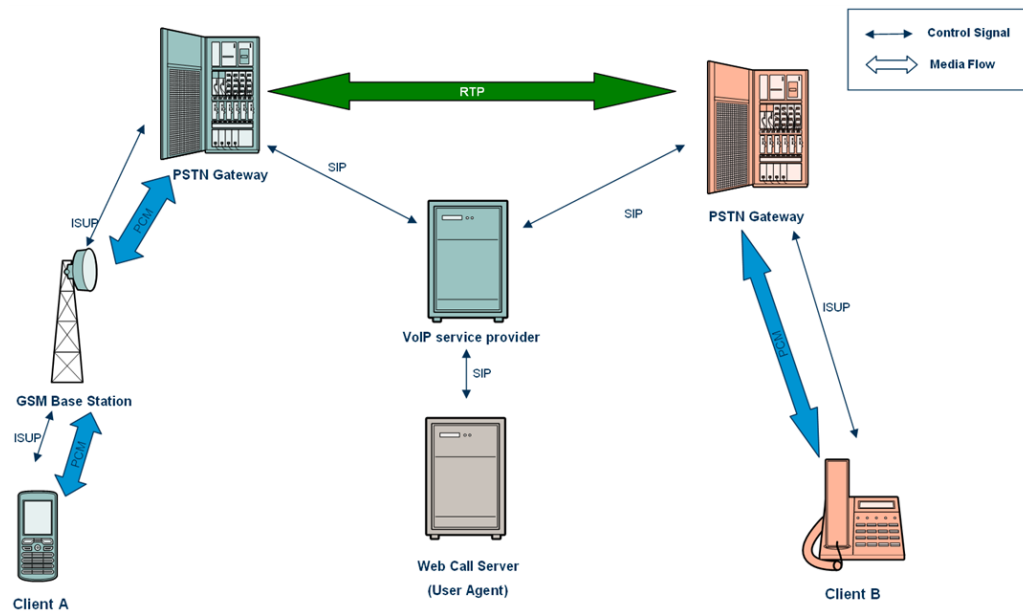 Control Signal
Media Flow
RTP
PSTN Gateway
SIP
PSTN Gateway
SIP
ISUP
PCM
VoIP service provider
SIP
ISUP
PCM
GSM Base Station
ISUP
PCM
Web Call Server
(User Agent)
Client A
Client B